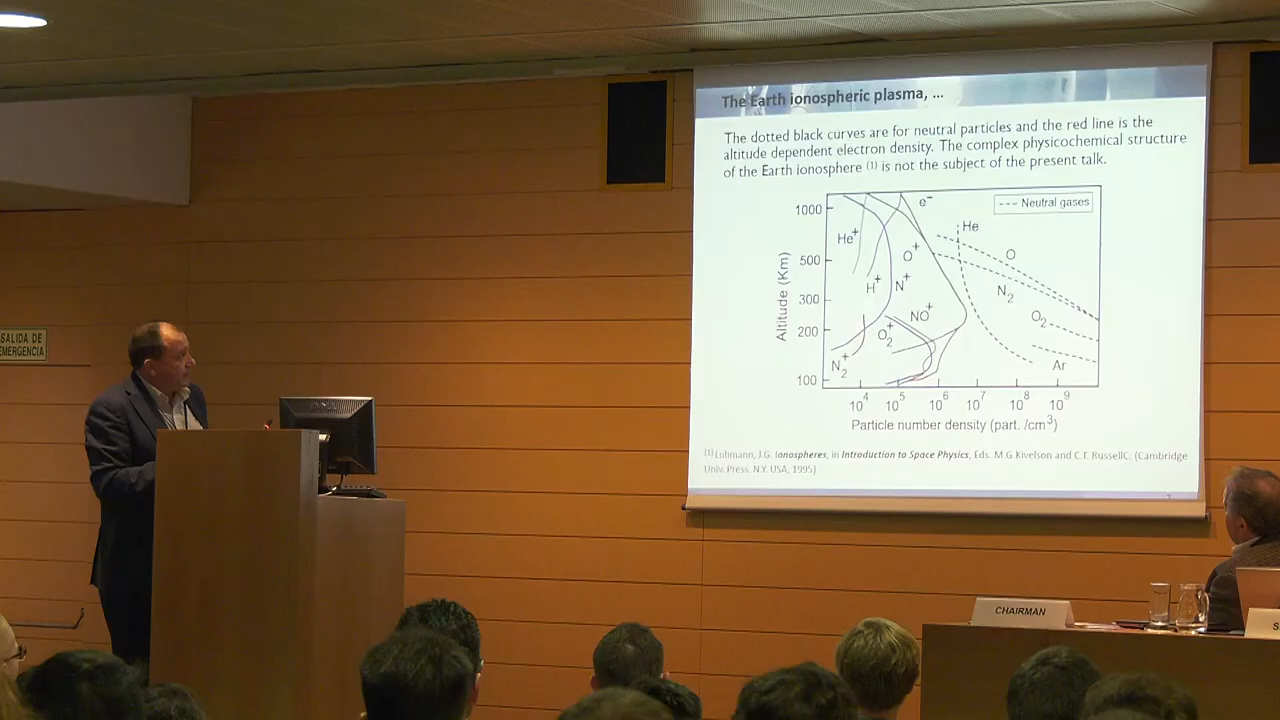 The Earth ionospheric plasma, ...
The dotted black curves are for neutral particles and the red line is the
altitude dependent electron density. The complex physicochemical structure
of the Earth ionosphere (1) is not the subject of the present talk.
1000
500
300
200
100
Altitude (Km)
e⁻
--- Neutral gases
He
He⁺
O⁺
O
H⁺
N⁺
N₂
NO⁺
O₂
O₂⁺
N₂⁺
Ar
10⁴ 10⁵ 10⁶ 10⁷ 10⁸ 10⁹
Particle number density (part. /cm³)
(1) Luhmann, J.G. Ionospheres, in Introduction to Space Physics, Eds. M.G Kivelson and C.T. RussellC. (Cambridge
Univ. Press. N.Y. USA, 1995)
SALIDA DE
EMERGENCIA
CHAIRMAN
S